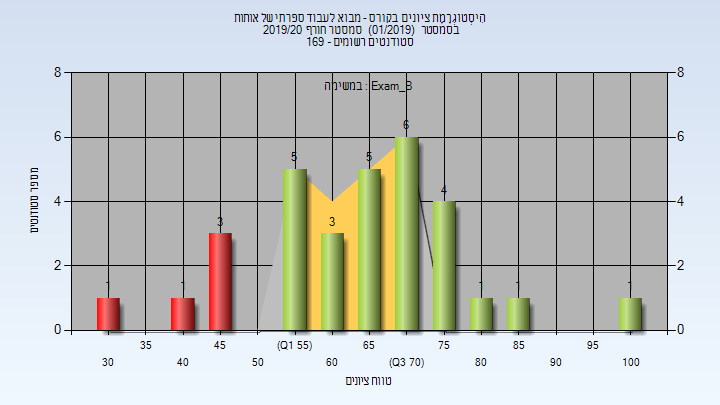 היסטוגרמת ציונים בקורס - מבוא לעבוד ספרתי של אותות
בסמסטר (01/2019) סמסטר חורף 2019/20
סטודנטים רשומים - 169
במשימה : Exam_B
8 8
6 6
4 4
2 2
0 0
מספר סטודנטים
1 1 3 5 3 5 6 4 1 1 1
35 45 (Q1 55) 65 75 85 95
30 40 50 60 (Q3 70) 80 90 100
טווח ציונים